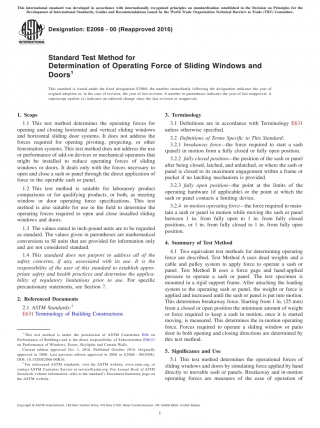 This international standard was developed in accordance with internationally recognized principles on standardization established in the Decision on Principles for the
Development of International Standards, Guides and Recommendations issued by the World Trade Organization Technical Barriers to Trade (TBT) Committee.
Designation: E2068 − 00 (Reapproved 2016)
Standard Test Method for
Determination of Operating Force of Sliding Windows and
Doors¹
This standard is issued under the fixed designation E2068; the number immediately following the designation indicates the year of
original adoption or, in the case of revision, the year of last revision. A number in parentheses indicates the year of last reapproval. A
superscript epsilon (ε) indicates an editorial change since the last revision or reapproval.
1. Scope
1.1 This test method determines the operating forces for
opening and closing horizontal and vertical sliding windows
and horizontal sliding door systems. It does not address the
forces required for opening pivoting, projecting, or other
fenestration systems. This test method does not address the use
or performance of add-on devices or mechanical operators that
might be installed to reduce operating forces of sliding
windows or doors. It deals only with the forces necessary to
open and close a sash or panel through the direct application of
force to the operable sash or panel.
1.2 This test method is suitable for laboratory product
comparisons or for qualifying products, or both, as meeting
window or door operating force specifications. This test
method is also suitable for use in the field to determine the
operating forces required to open and close installed sliding
windows and doors.
1.3 The values stated in inch-pound units are to be regarded
as standard. The values given in parentheses are mathematical
conversions to SI units that are provided for information only
and are not considered standard.
1.4 This standard does not purport to address all of the
safety concerns, if any, associated with its use. It is the
responsibility of the user of this standard to establish appro-
priate safety and health practices and determine the applica-
bility of regulatory limitations prior to use. For specific
precautionary statements, see Section 7.
2. Referenced Documents
2.1 ASTM Standards:²
E631 Terminology of Building Constructions
¹ This test method is under the jurisdiction of ASTM Committee E06 on
Performance of Buildings and is the direct responsibility of Subcommittee E06.51
on Performance of Windows, Doors, Skylights and Curtain Walls.
Current edition approved Oct. 1, 2016. Published October 2016. Originally
approved in 2000. Last previous edition approved in 2008 as E2068 – 00(2008).
DOI: 10.1520/E2068-00R16.
² For referenced ASTM standards, visit the ASTM website, www.astm.org, or
contact ASTM Customer Service at service@astm.org. For Annual Book of ASTM
Standards volume information, refer to the standard's Document Summary page on
the ASTM website.
3. Terminology
3.1 Definitions are in accordance with Terminology E631
unless otherwise specified.
3.2 Definitions of Terms Specific to This Standard:
3.2.1 breakaway force—the force required to start a sash
(panel) in motion from a fully closed or fully open position.
3.2.2 fully closed position—the position of the sash or panel
after being closed, latched, and unlatched, or where the sash or
panel is closed to its maximum engagement within a frame or
pocket if no latching mechanism is provided.
3.2.3 fully open position—the point at the limits of the
operating hardware (if applicable) or the point at which the
sash or panel contacts a limiting device.
3.2.4 in motion operating force—the force required to main-
tain a sash or panel in motion while moving the sash or panel
between 1 in. from fully open to 1 in. from fully closed
positions, or 1 in. from fully closed to 1 in. from fully open
position.
4. Summary of Test Method
4.1 Two equivalent test methods for determining operating
force are described. Test Method A uses dead weights and a
cable and pulley system to apply force to operate a sash or
panel. Test Method B uses a force gage and hand-applied
pressure to operate a sash or panel. The test specimen is
mounted in a rigid support frame. After attaching the loading
system to the operating sash or panel, the weight or force is
applied and increased until the sash or panel is put into motion.
This determines breakaway force. Starting from 1 in. (25 mm)
from a closed or open position the minimum amount of weight
or force required to keep a sash in motion, once it is started
moving, is measured. This determines the in-motion operating
force. Forces required to operate a sliding window or patio
door in both opening and closing directions are determined by
this test method.
5. Significance and Use
5.1 This test method determines the operational forces of
sliding windows and doors by simulating force applied by hand
directly to movable sash or panels. Breakaway and in-motion
operating forces are measures of the ease of operation of
Copyright © ASTM International, 100 Barr Harbor Drive, PO Box C700, West Conshohocken, PA 19428-2959. United States
1